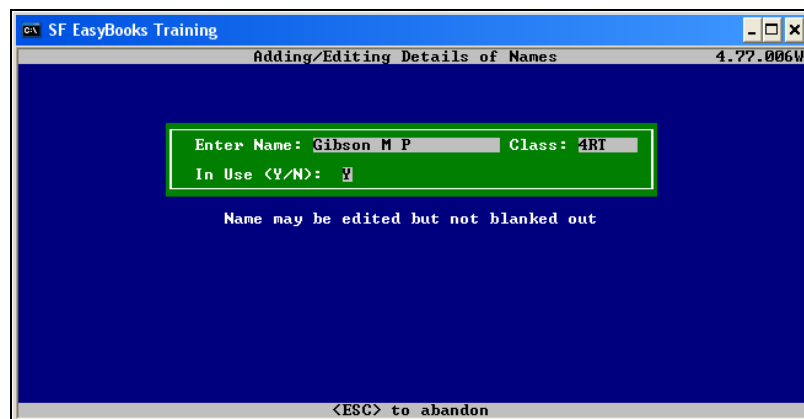 SF EasyBooks Training
Adding/Editing Details of Names 4.77.006W
Enter Name: Gibson M P Class: 4RT
In Use (Y/N): Y
Name may be edited but not blanked out
<ESC> to abandon